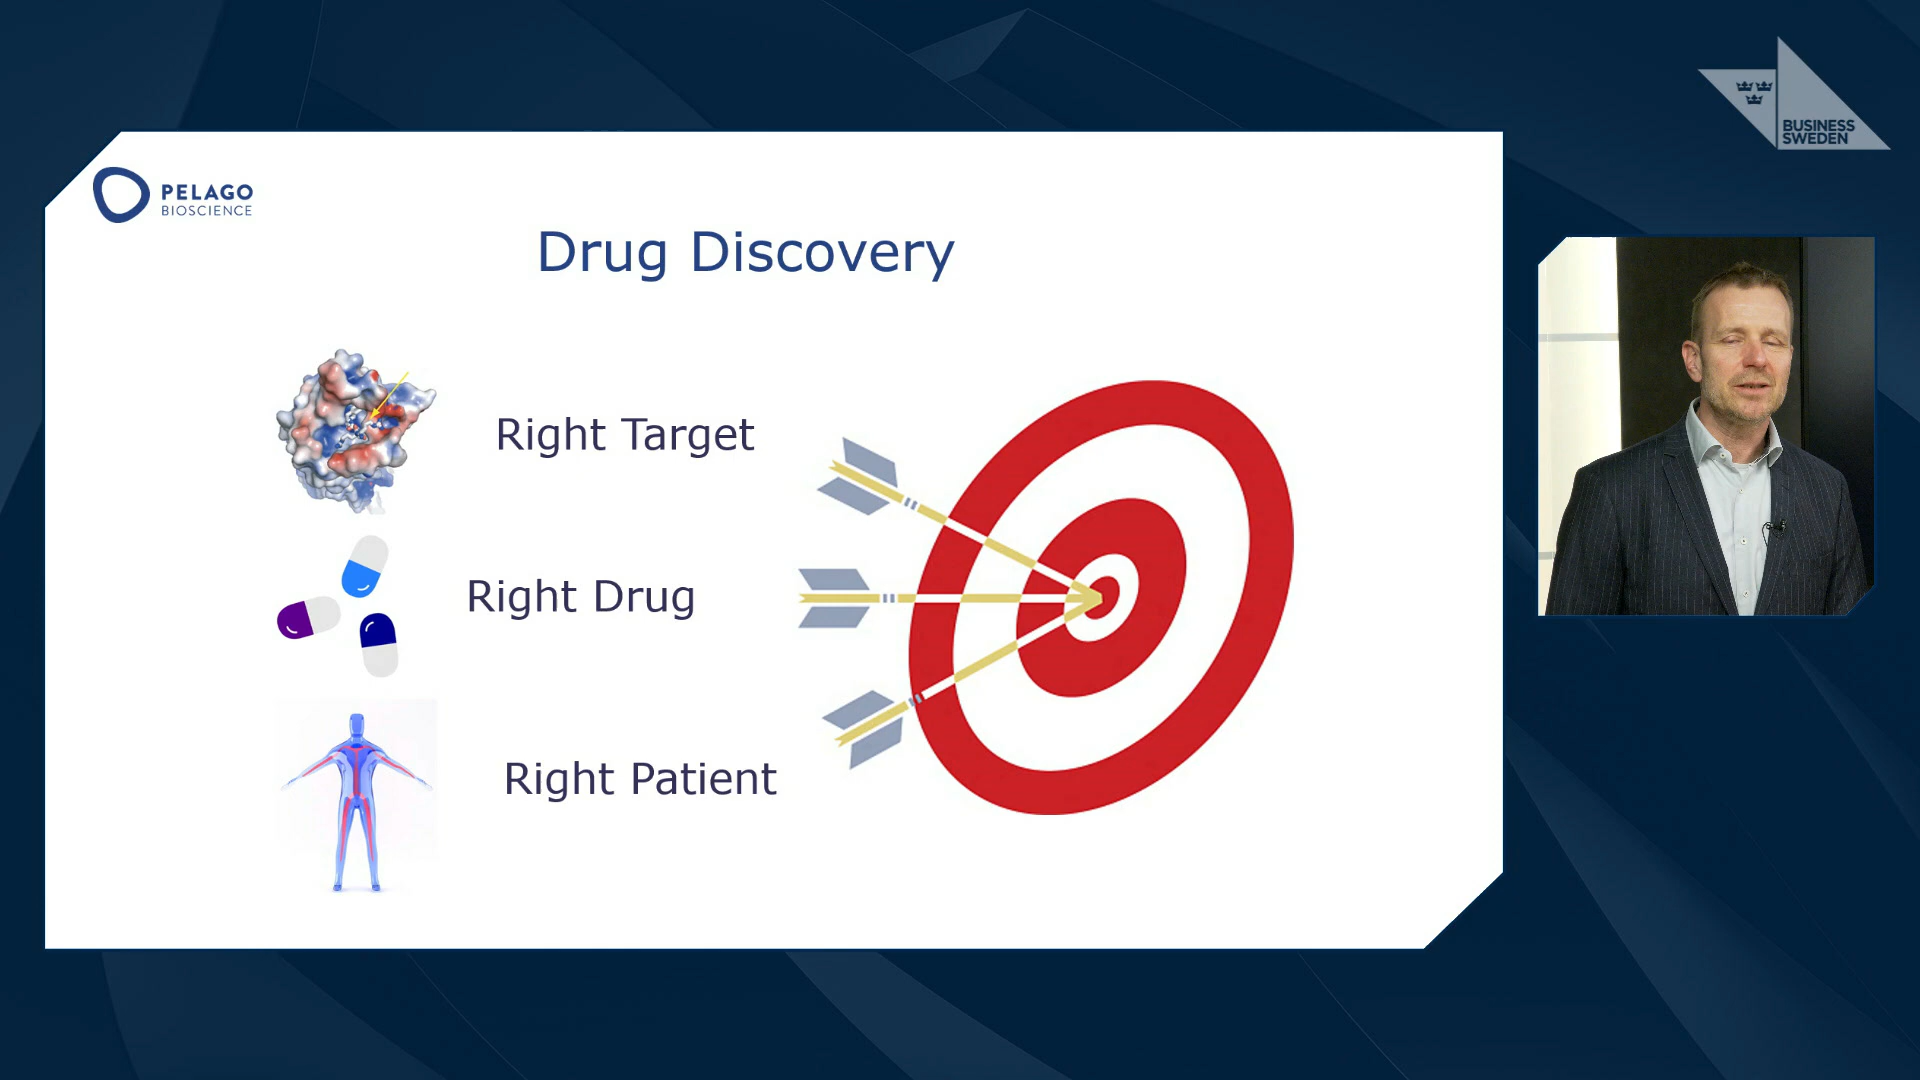 PELAGO
BIOSCIENCE
Drug Discovery
Right Target
Right Drug
Right Patient
BUSINESS
SWEDEN